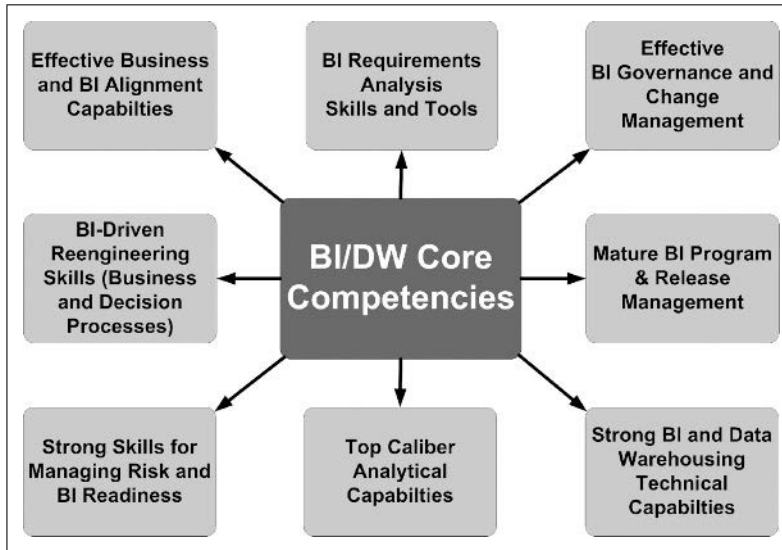 Effective Business
and BI Alignment
Capabilties
BI Requirements
Analysis
Skills and Tools
Effective
BI Governance and
Change
Management
BI-Driven
Reengineering
Skills (Business
and Decision
Processes)
BI/DW Core
Competencies
Mature BI Program
& Release
Management
Strong Skills for
Managing Risk and
BI Readiness
Top Caliber
Analytical
Capabilties
Strong BI and Data
Warehousing
Technical
Capabilties